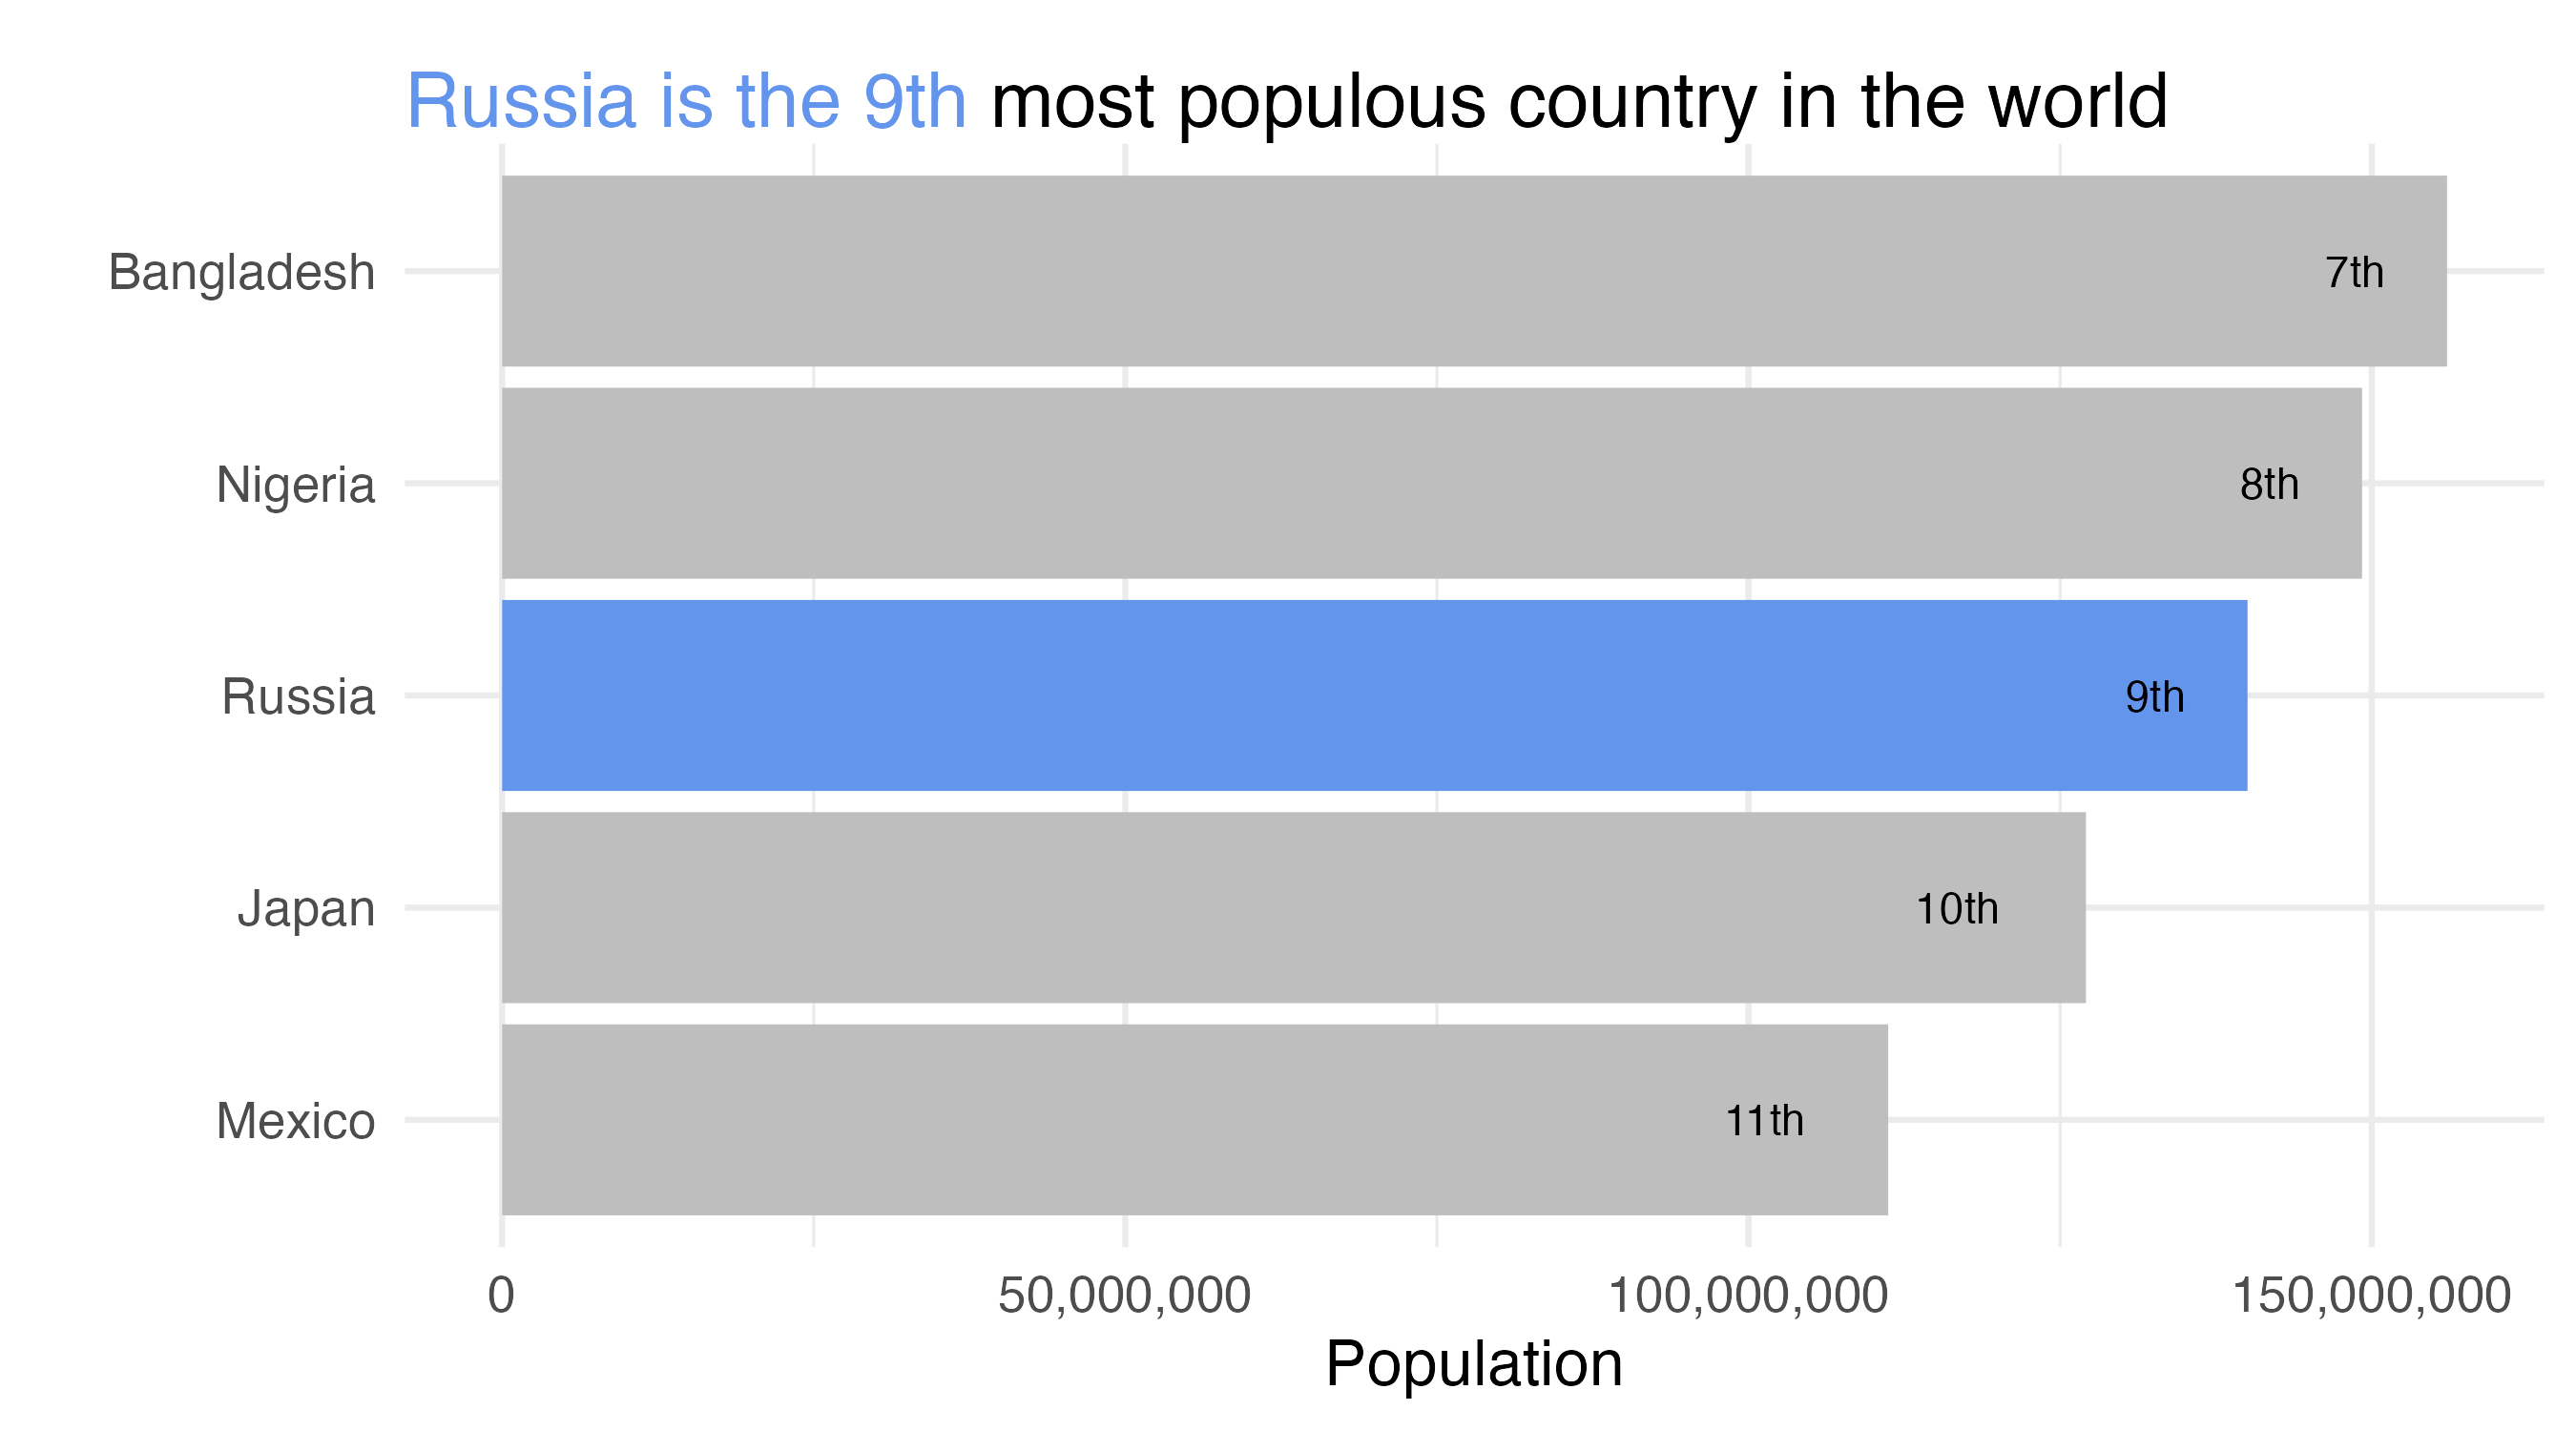 Russia is the 9th most populous country in the world
Bangladesh
7th
Nigeria
8th
Russia
9th
Japan
10th
Mexico
11th
0
50,000,000
100,000,000
150,000,000
Population